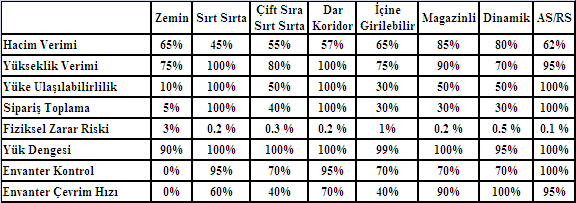 Zemin Sırt Sırta Çift Sıra Sırt Sırta Dar Koridor İçine Girilebilir Magazinli Dinamik AS/RS
Hacim Verimi 65% 45% 55% 57% 65% 85% 80% 62%
Yükseklik Verimi 75% 100% 80% 100% 75% 90% 70% 95%
Yüke Ulaşılabilirlilik 10% 100% 50% 100% 30% 50% 50% 100%
Sipariş Toplama 5% 100% 40% 100% 30% 30% 30% 100%
Fiziksel Zarar Riski 3% 0.2 % 0.3 % 0.2 % 1% 0.2 % 0.5 % 0.1 %
Yük Dengesi 90% 100% 100% 100% 99% 100% 95% 100%
Envanter Kontrol 0% 95% 70% 95% 70% 70% 70% 100%
Envanter Çevrim Hızı 0% 60% 40% 70% 40% 90% 100% 95%